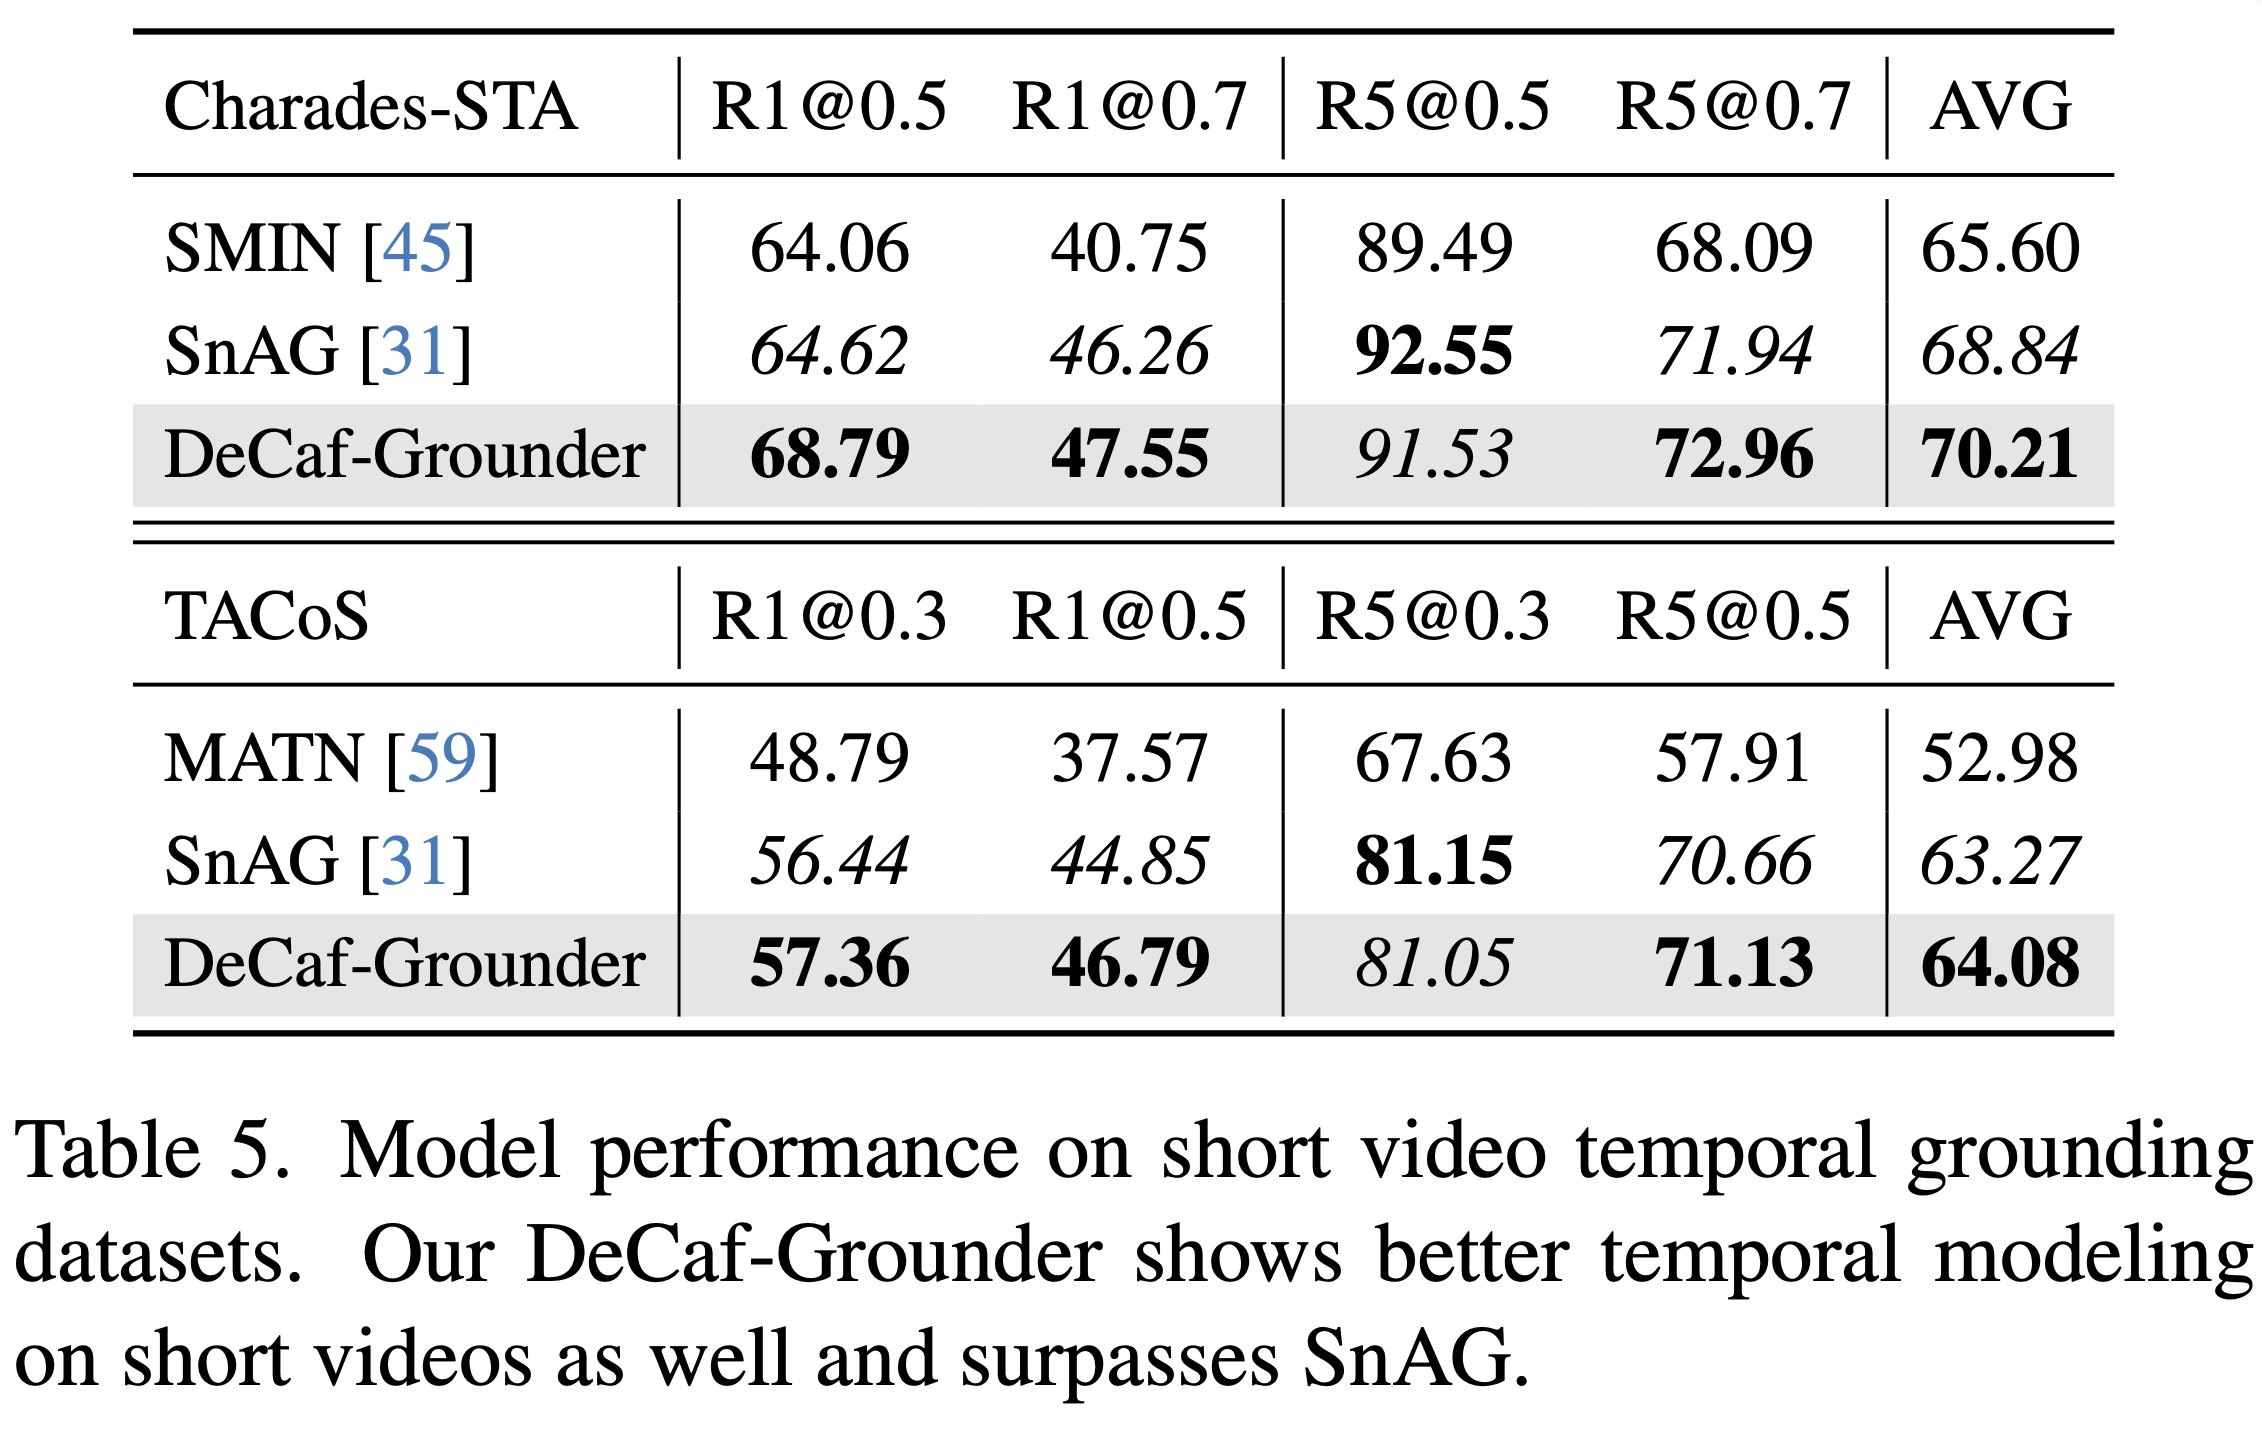 Charades-STA R1@0.5 R1@0.7 R5@0.5 R5@0.7 AVG
SMIN [45] 64.06 40.75 89.49 68.09 65.60
SnAG [31] 64.62 46.26 92.55 71.94 68.84
DeCaf-Grounder 68.79 47.55 91.53 72.96 70.21
TACoS R1@0.3 R1@0.5 R5@0.3 R5@0.5 AVG
MATN [59] 48.79 37.57 67.63 57.91 52.98
SnAG [31] 56.44 44.85 81.15 70.66 63.27
DeCaf-Grounder 57.36 46.79 81.05 71.13 64.08
Table 5. Model performance on short video temporal grounding
datasets. Our DeCaf-Grounder shows better temporal modeling
on short videos as well and surpasses SnAG.